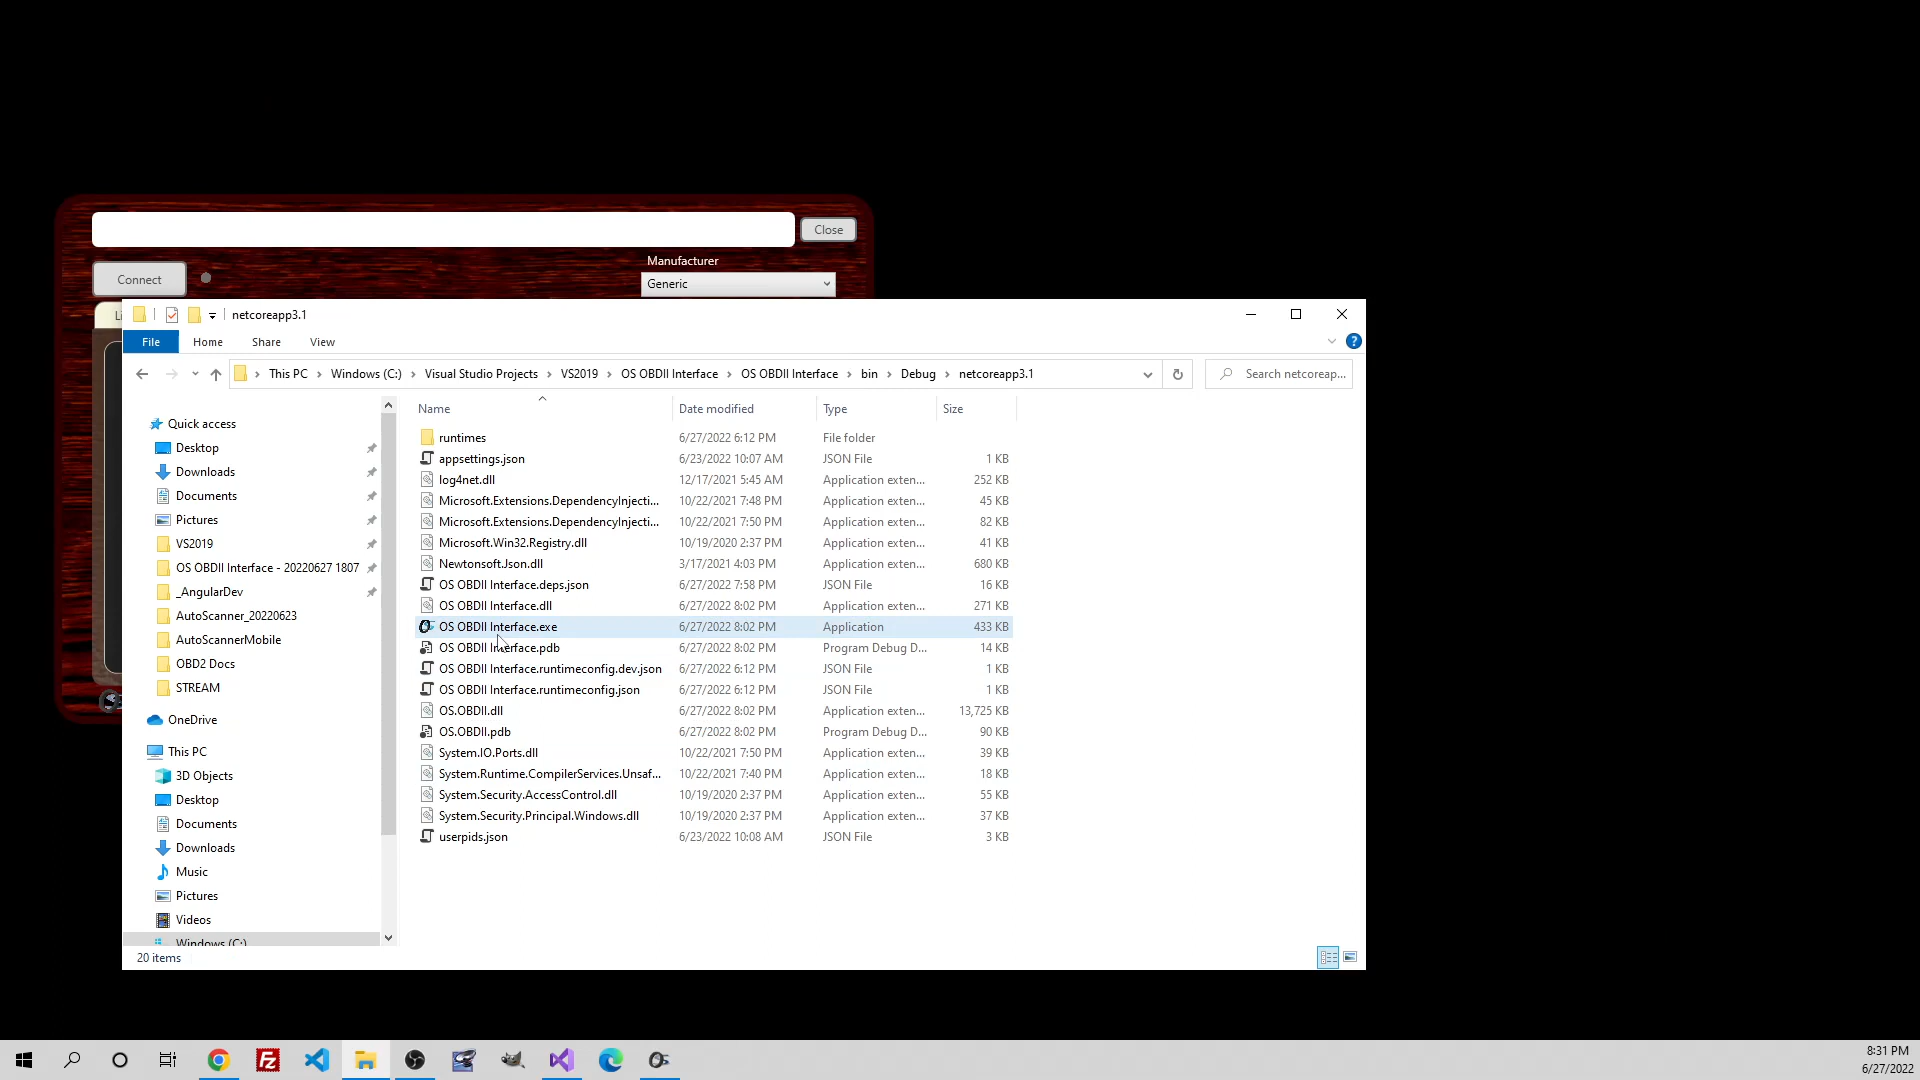 Close
Manufacturer
Connect
Generic
netcoreapp3.1
File Home Share View
This PC Windows (C:) Visual Studio Projects VS2019 OS OBDII Interface OS OBDII Interface bin Debug netcoreapp3.1
Search netcoreap...
Name Date modified Type Size
Quick access
Desktop
Downloads
Documents
Pictures
VS2019
OS OBDII Interface - 20220627 1807
_AngularDev
AutoScanner_20220623
AutoScannerMobile
OBD2 Docs
STREAM
OneDrive
This PC
3D Objects
Desktop
Documents
Downloads
Music
Pictures
Videos
Windows (C:)
runtimes 6/27/2022 6:12 PM File folder
appsettings.json 6/23/2022 10:07 AM JSON File 1 KB
log4net.dll 12/17/2021 5:45 AM Application exten... 252 KB
Microsoft.Extensions.DependencyInjecti... 10/22/2021 7:48 PM Application exten... 45 KB
Microsoft.Extensions.DependencyInjecti... 10/22/2021 7:50 PM Application exten... 82 KB
Microsoft.Win32.Registry.dll 10/19/2020 2:37 PM Application exten... 41 KB
Newtonsoft.Json.dll 3/17/2021 4:03 PM Application exten... 680 KB
OS OBDII Interface.deps.json 6/27/2022 7:58 PM JSON File 16 KB
OS OBDII Interface.dll 6/27/2022 8:02 PM Application exten... 271 KB
OS OBDII Interface.exe 6/27/2022 8:02 PM Application 433 KB
OS OBDII Interface.pdb 6/27/2022 8:02 PM Program Debug D... 14 KB
OS OBDII Interface.runtimeconfig.dev.json 6/27/2022 6:12 PM JSON File 1 KB
OS OBDII Interface.runtimeconfig.json 6/27/2022 6:12 PM JSON File 1 KB
OS.OBDII.dll 6/27/2022 8:02 PM Application exten... 13,725 KB
OS.OBDII.pdb 6/27/2022 8:02 PM Program Debug D... 90 KB
System.IO.Ports.dll 10/22/2021 7:50 PM Application exten... 39 KB
System.Runtime.CompilerServices.Unsaf... 10/22/2021 7:40 PM Application exten... 18 KB
System.Security.AccessControl.dll 10/19/2020 2:37 PM Application exten... 55 KB
System.Security.Principal.Windows.dll 10/19/2020 2:37 PM Application exten... 37 KB
userpids.json 6/23/2022 10:08 AM JSON File 3 KB
20 items
8:31 PM
6/27/2022